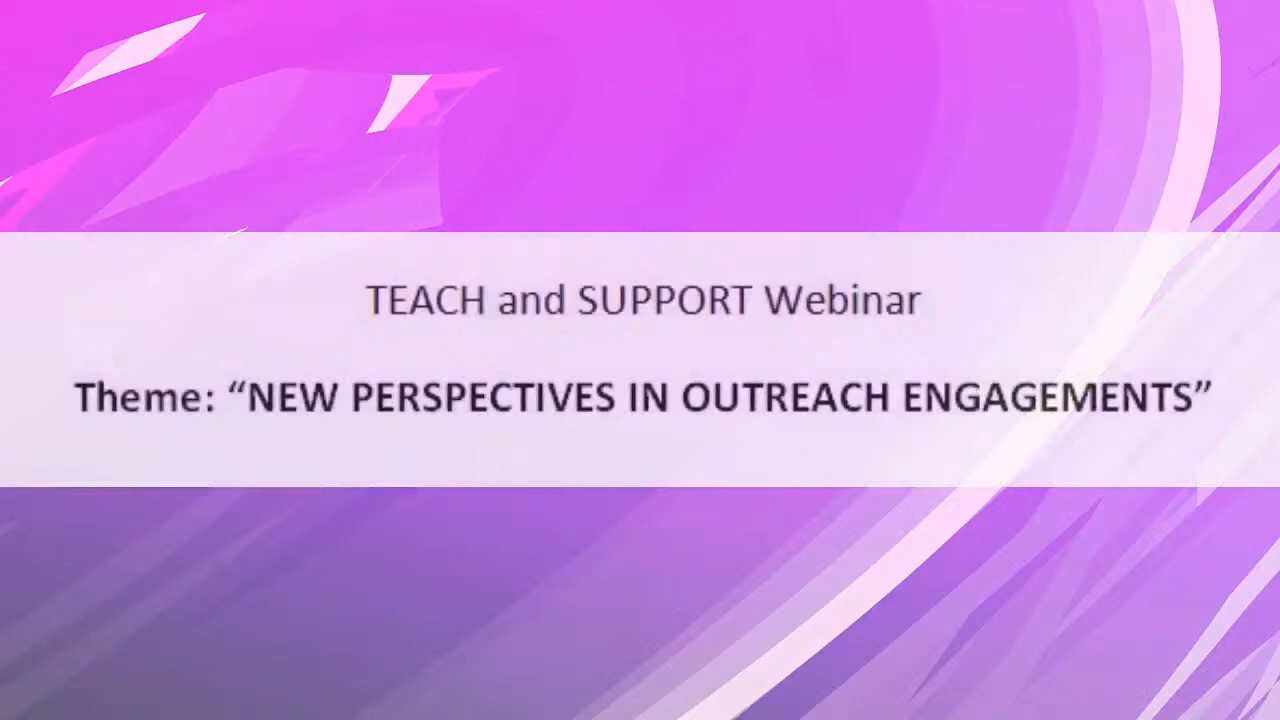 TEACH and SUPPORT Webinar
Theme: “NEW PERSPECTIVES IN OUTREACH ENGAGEMENTS”